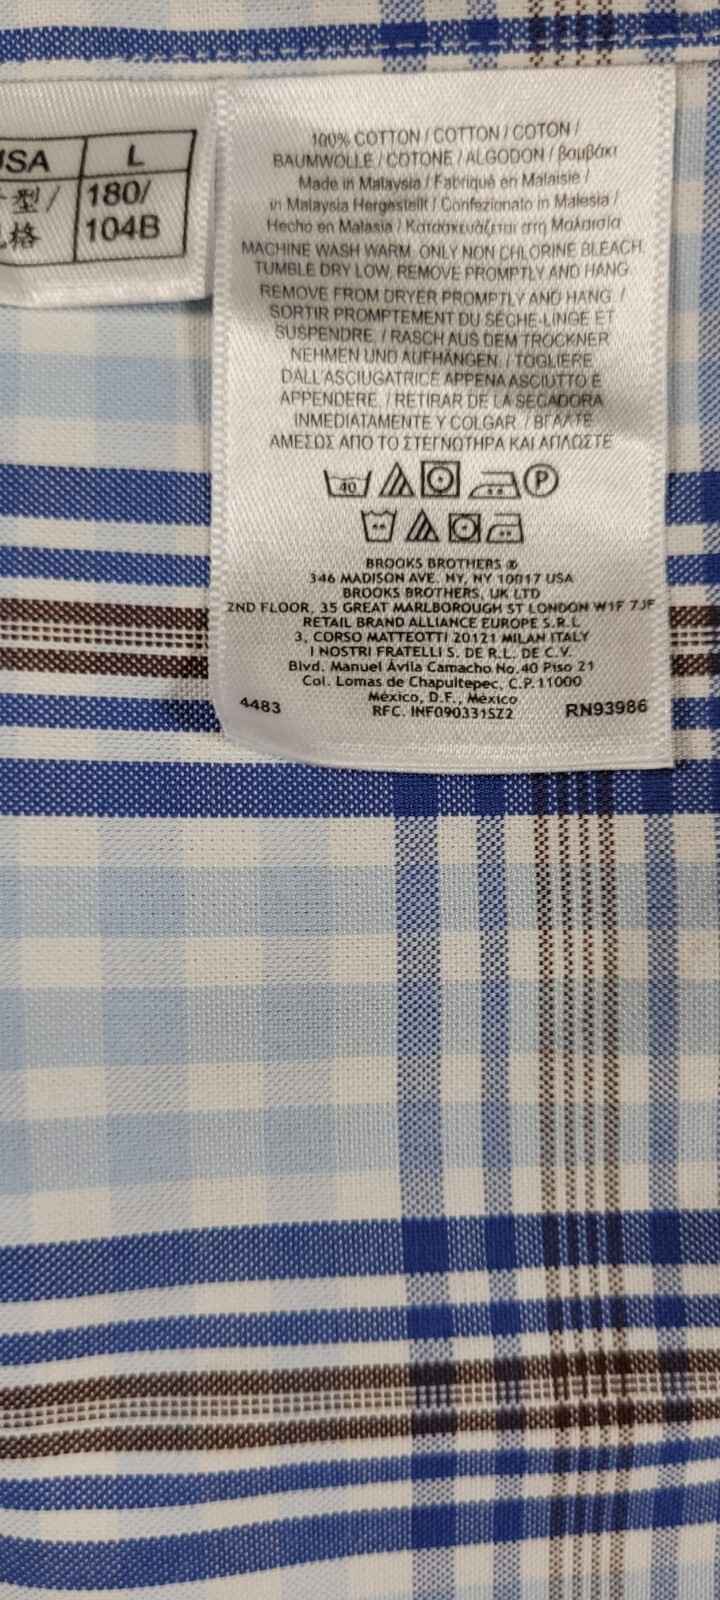 USA L
型/ 180/
格 104B
100% COTTON / COTTON / COTON /
BAUMWOLLE / COTONE / ALGODON / βαμβάκι
Made in Malaysia / Fabriqué en Malaisie /
in Malaysia Hergestellt / Confezionato in Malesia /
Hecho en Malasia / Κατασκευάζεται στη Μαλαισία
MACHINE WASH WARM. ONLY NON CHLORINE BLEACH.
TUMBLE DRY LOW, REMOVE PROMPTLY AND HANG.
REMOVE FROM DRYER PROMPTLY AND HANG. /
SORTIR PROMPTEMENT DU SÈCHE-LINGE ET
SUSPENDRE. / RASCH AUS DEM TROCKNER
NEHMEN UND AUFHÄNGEN. / TOGLIERE
DALL'ASCIUGATRICE APPENA ASCIUTTO E
APPENDERE. / RETIRAR DE LA SECADORA
INMEDIATAMENTE Y COLGAR. / ΒΓΑΛΤΕ
ΑΜΕΣΩΣ ΑΠΟ ΤΟ ΣΤΕΓΝΩΤΗΡΑ ΚΑΙ ΑΠΛΩΣΤΕ
40 P
BROOKS BROTHERS ®
346 MADISON AVE. NY, NY 10017 USA
BROOKS BROTHERS, UK LTD
2ND FLOOR, 35 GREAT MARLBOROUGH ST LONDON W1F 7JF
RETAIL BRAND ALLIANCE EUROPE S.R.L
3, CORSO MATTEOTTI 20121 MILAN ITALY
I NOSTRI FRATELLI S. DE R.L. DE C.V.
Blvd. Manuel Ávila Camacho No.40 Piso 21
Col. Lomas de Chapultepec, C.P.11000
México, D.F., México
4483 RFC. INF090331SZ2 RN93986